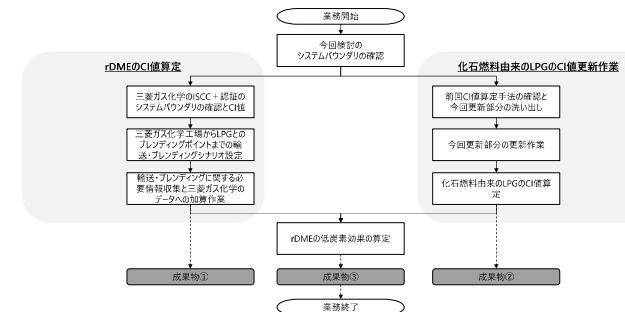 業務開始
今回検討の
システムバウンダリの確認
rDMEのCI値算定
三菱ガス化学のISCC＋認証の
システムバウンダリの確認とCI値
三菱ガス化学工場からLPGとの
ブレンディングポイントまでの輸
送・ブレンディングシナリオ設定
輸送・ブレンディングに関する必
要情報収集と三菱ガス化学の
データへの加算作業
化石燃料由来のLPGのCI値更新作業
前回CI値算定手法の確認と
今回更新部分の洗い出し
今回更新部分の更新作業
化石燃料由来のLPGのCI値算
定
rDMEの低炭素効果の算定
成果物①
成果物③
成果物②
業務終了